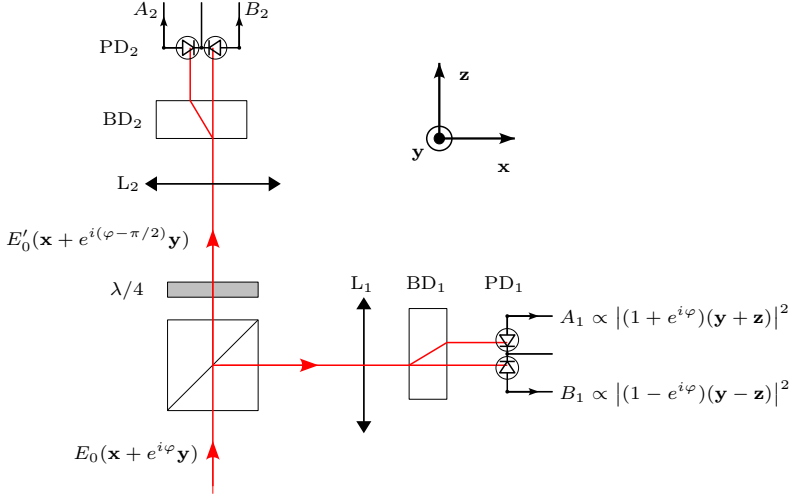 A₂ B₂
PD₂
z
BD₂
y
x
L₂
E₀′(x + e^{i(φ−π/2)}y)
λ/4
L₁ BD₁ PD₁
A₁ ∝ |(1 + e^{iφ})(y + z)|²
B₁ ∝ |(1 − e^{iφ})(y − z)|²
E₀(x + e^{iφ}y)